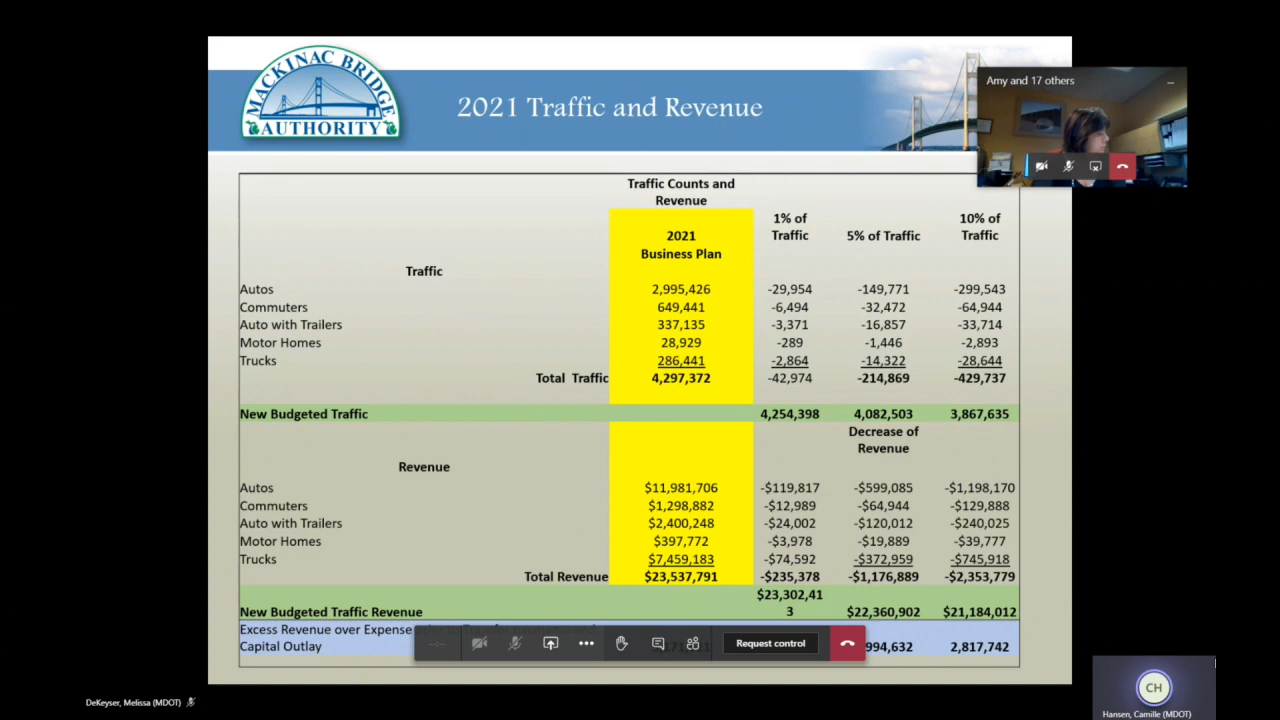 MACKINAC BRIDGE
AUTHORITY
2021 Traffic and Revenue
Amy and 17 others
Traffic Counts and
Revenue
2021
Business Plan
1% of
Traffic
5% of Traffic
10% of
Traffic
Traffic
Autos 2,995,426 -29,954 -149,771 -299,543
Commuters 649,441 -6,494 -32,472 -64,944
Auto with Trailers 337,135 -3,371 -16,857 -33,714
Motor Homes 28,929 -289 -1,446 -2,893
Trucks 286,441 -2,864 -14,322 -28,644
Total Traffic 4,297,372 -42,974 -214,869 -429,737
New Budgeted Traffic 4,254,398 4,082,503 3,867,635
Decrease of
Revenue
Revenue
Autos $11,981,706 -$119,817 -$599,085 -$1,198,170
Commuters $1,298,882 -$12,989 -$64,944 -$129,888
Auto with Trailers $2,400,248 -$24,002 -$120,012 -$240,025
Motor Homes $397,772 -$3,978 -$19,889 -$39,777
Trucks $7,459,183 -$74,592 -$372,959 -$745,918
Total Revenue $23,537,791 -$235,378 -$1,176,889 -$2,353,779
$23,302,41
3
New Budgeted Traffic Revenue $22,360,902 $21,184,012
Excess Revenue over Expense
Capital Outlay 994,632 2,817,742
Request control
CH
DeKeyser, Melissa (MDOT)
Hansen, Camille (MDOT)